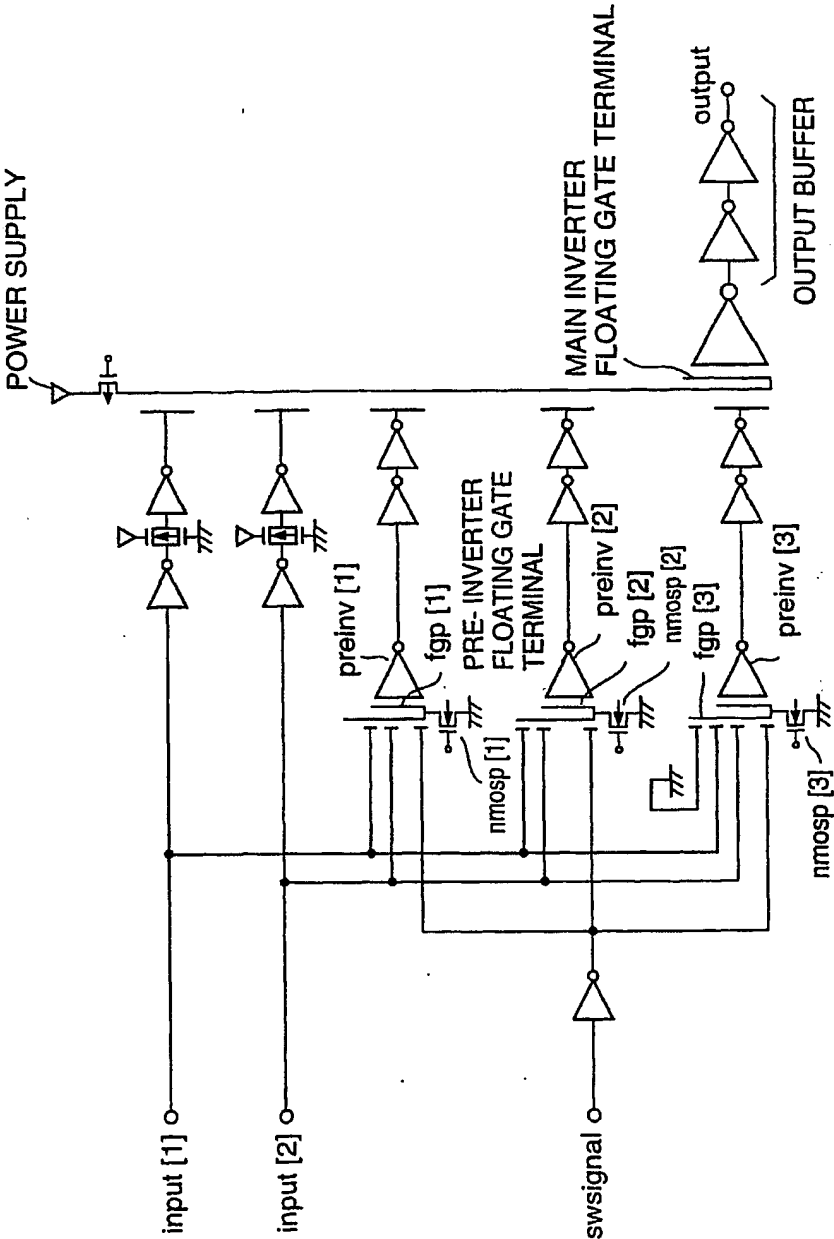 POWER SUPPLY
MAIN INVERTER
FLOATING GATE TERMINAL
output
OUTPUT BUFFER
preinv [1]
fgp [1]
PRE- INVERTER
FLOATING GATE
TERMINAL
preinv [2]
fgp [2]
nmosp [2]
fgp [3]
preinv [3]
nmosp [1]
nmosp [3]
input [1]
input [2]
swsignal